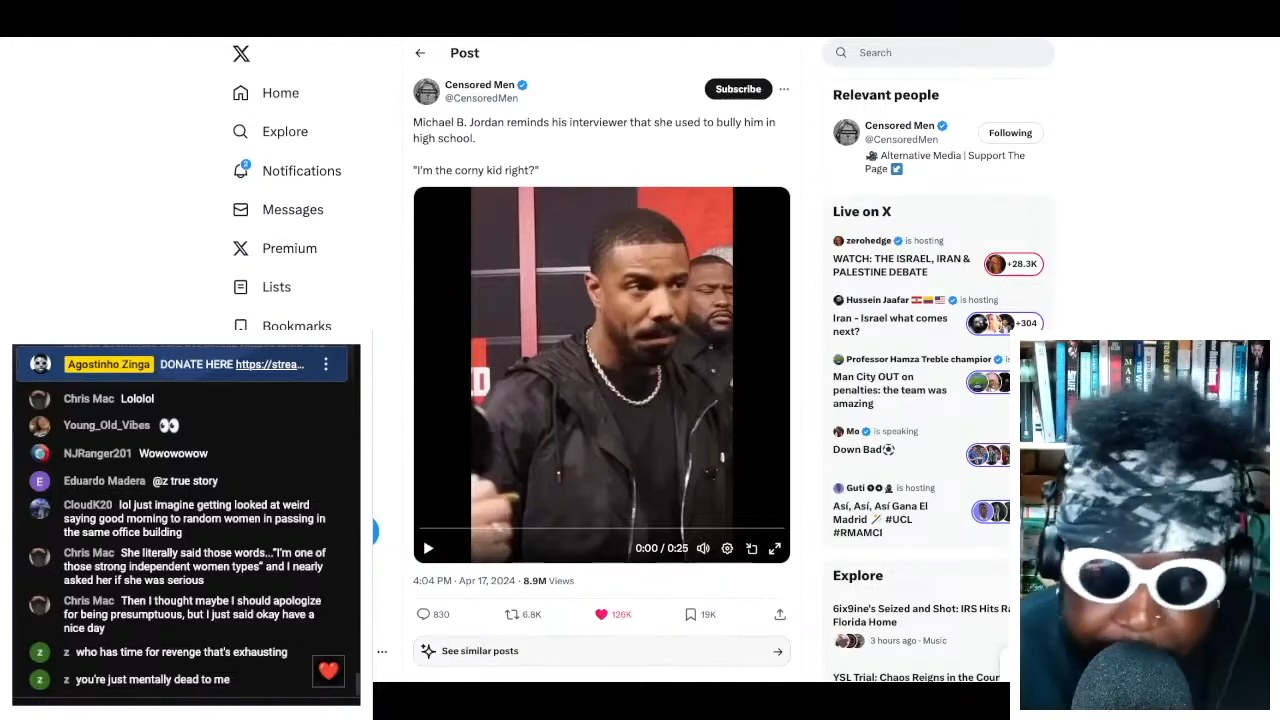 Home
Explore
2
Notifications
Messages
Premium
Lists
Bookmarks
Post
Censored Men
@CensoredMen
Subscribe
Michael B. Jordan reminds his interviewer that she used to bully him in
high school.
"I'm the corny kid right?"
0:00 / 0:25
4:04 PM · Apr 17, 2024 · 8.9M Views
830
6.8K
126K
19K
See similar posts
Search
Relevant people
Censored Men
@CensoredMen
Following
Alternative Media | Support The
Page
Live on X
zerohedge is hosting
WATCH: THE ISRAEL, IRAN &
PALESTINE DEBATE
+28.3K
Hussein Jaafar is hosting
Iran - Israel what comes
next?
+304
Professor Hamza Treble champion is
Man City OUT on
penalties: the team was
amazing
Mo is speaking
Down Bad
Guti is hosting
Así, Así, Así Gana El
Madrid #UCL
#RMAMCI
Explore
6ix9ine's Seized and Shot: IRS Hits Ra
Florida Home
3 hours ago · Music
YSL Trial: Chaos Reigns in the Cour
Agostinho Zinga DONATE HERE https://strea...
Chris Mac Lololol
Young_Old_Vibes
NJRanger201 Wowowowow
E Eduardo Madera @z true story
CloudK20 lol just imagine getting looked at weird
saying good morning to random women in passing in
the same office building
Chris Mac She literally said those words..."I'm one of
those strong independent women types" and I nearly
asked her if she was serious
Chris Mac Then I thought maybe I should apologize
for being presumptuous, but I just said okay have a
nice day
z z who has time for revenge that's exhausting
z z you're just mentally dead to me